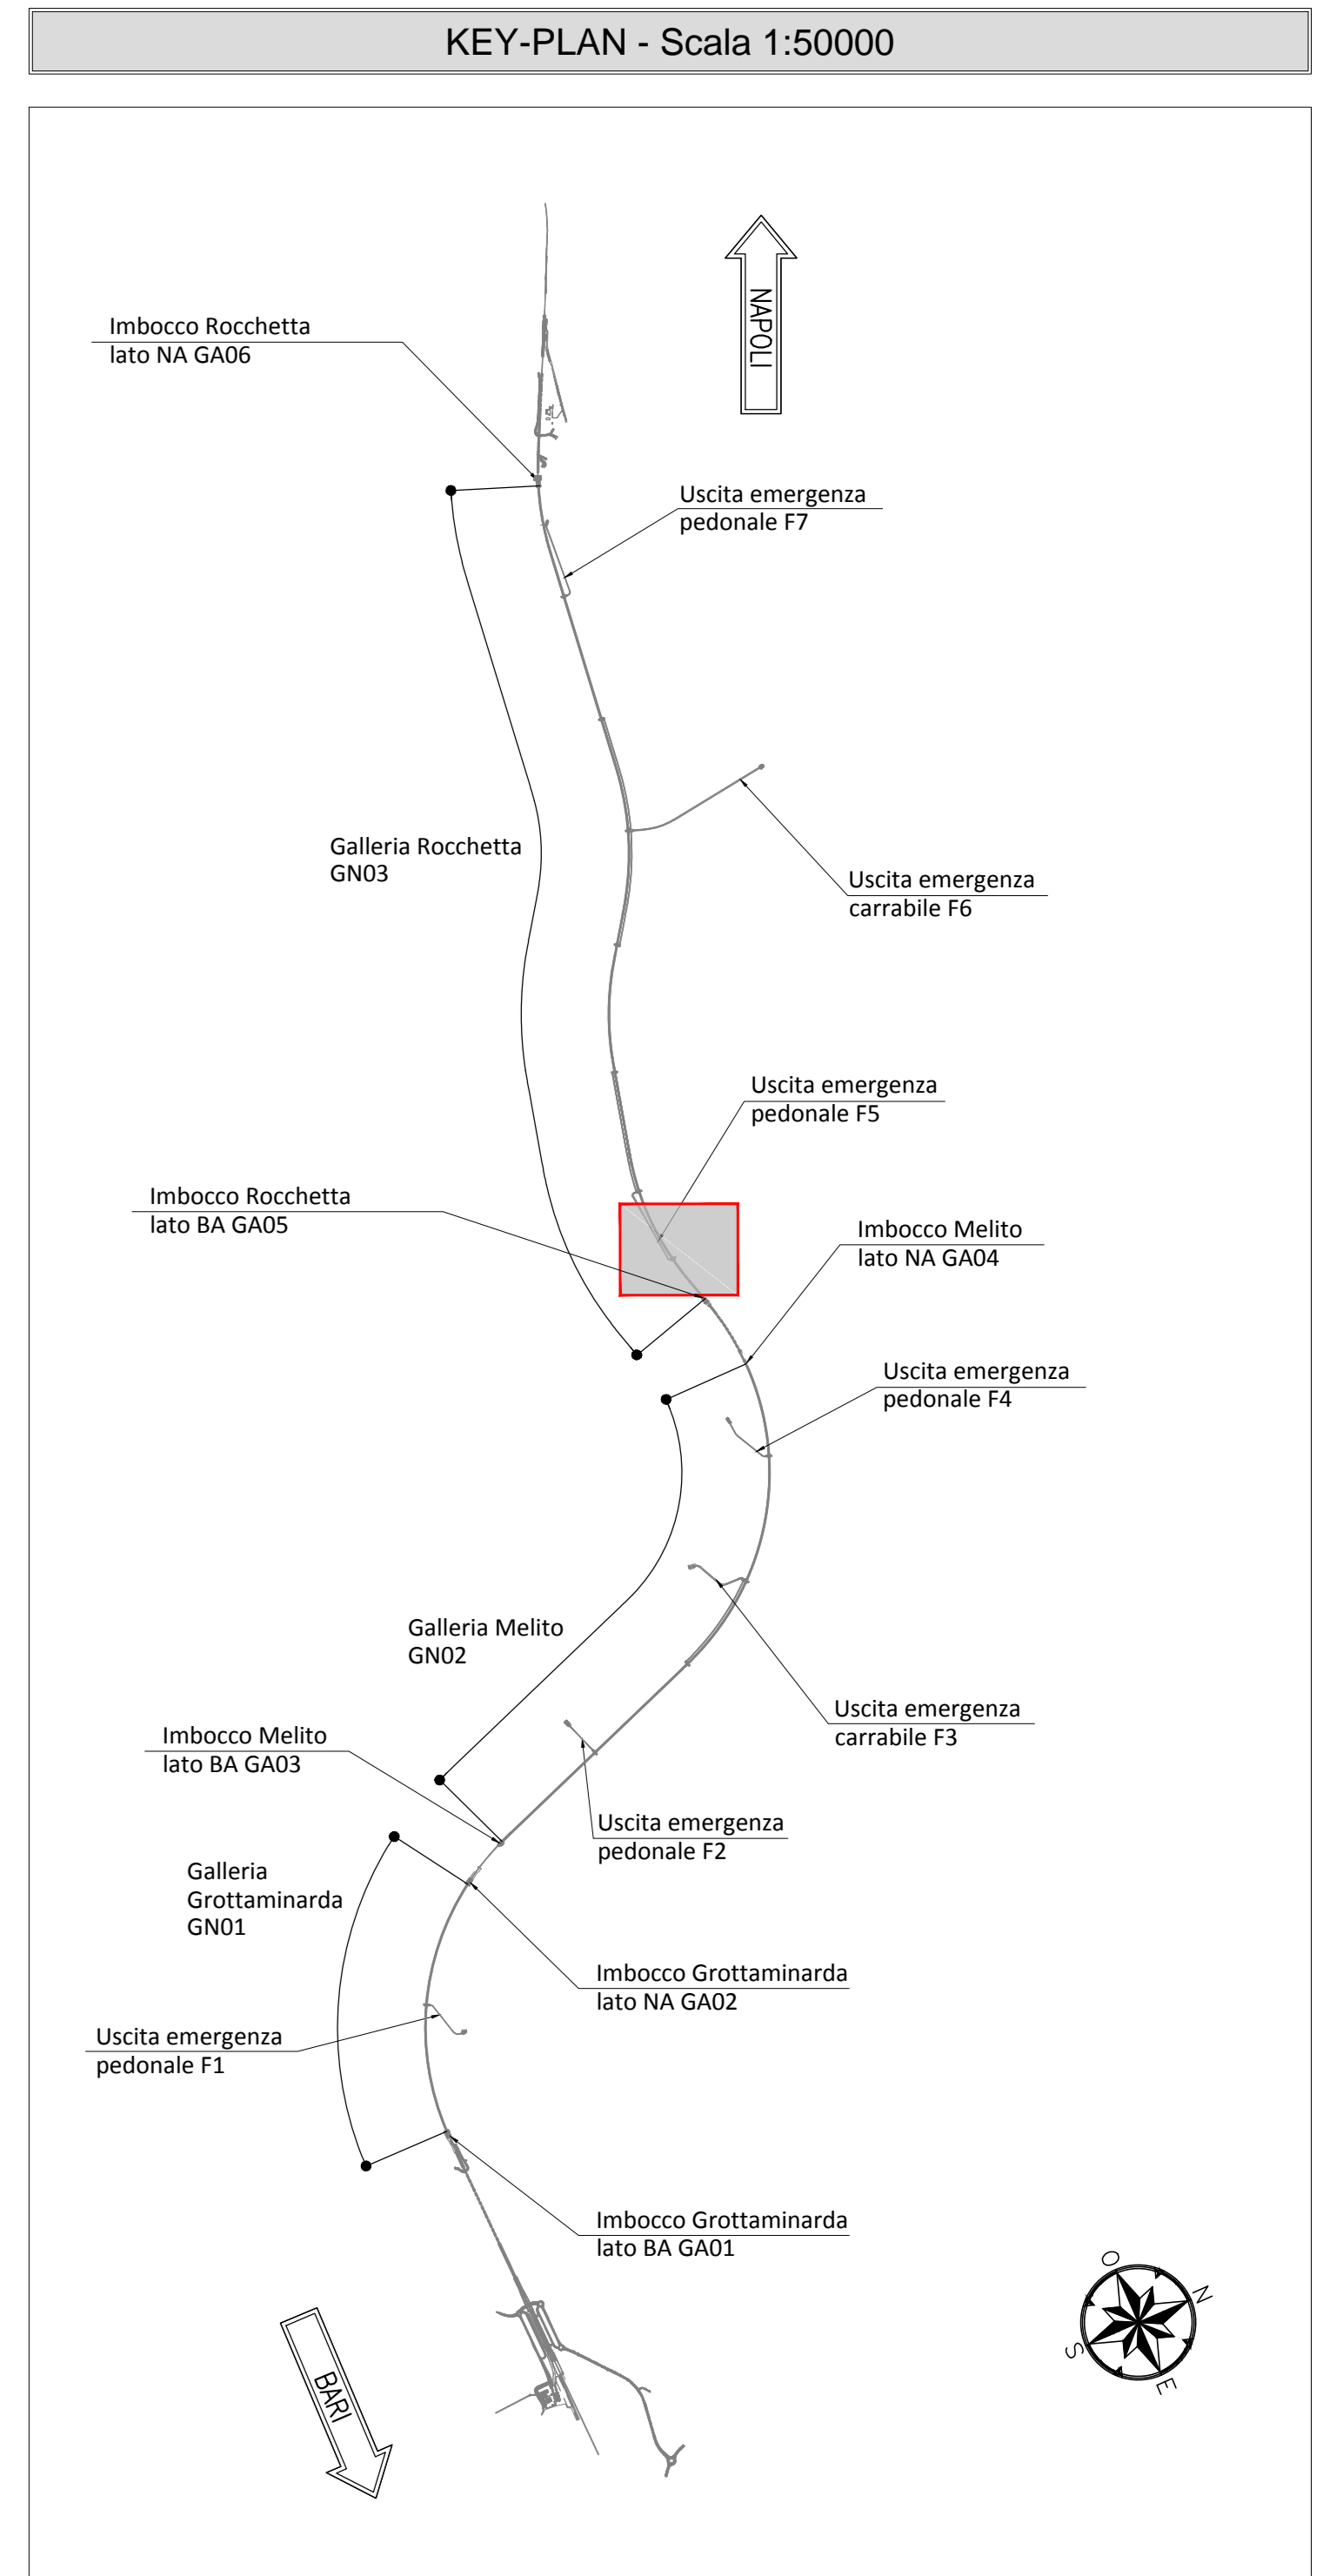 KEY-PLAN - Scala 1:50000
NAPOLI
Imbocco Rocchetta
lato NA GA06
Uscita emergenza
pedonale F7
Galleria Rocchetta
GN03
Uscita emergenza
carrabile F6
Uscita emergenza
pedonale F5
Imbocco Rocchetta
lato BA GA05
Imbocco Melito
lato NA GA04
Uscita emergenza
pedonale F4
Galleria Melito
GN02
Uscita emergenza
carrabile F3
Imbocco Melito
lato BA GA03
Uscita emergenza
pedonale F2
Galleria
Grottaminarda
GN01
Imbocco Grottaminarda
lato NA GA02
Uscita emergenza
pedonale F1
Imbocco Grottaminarda
lato BA GA01
O
N
S
E
BARI